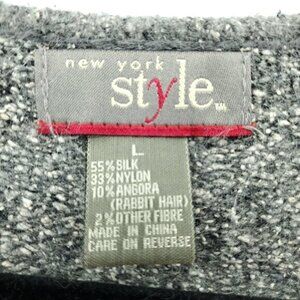 new york
style
L
55% SILK
33% NYLON
10% ANGORA
(RABBIT HAIR)
2% OTHER FIBRE
MADE IN CHINA
CARE ON REVERSE